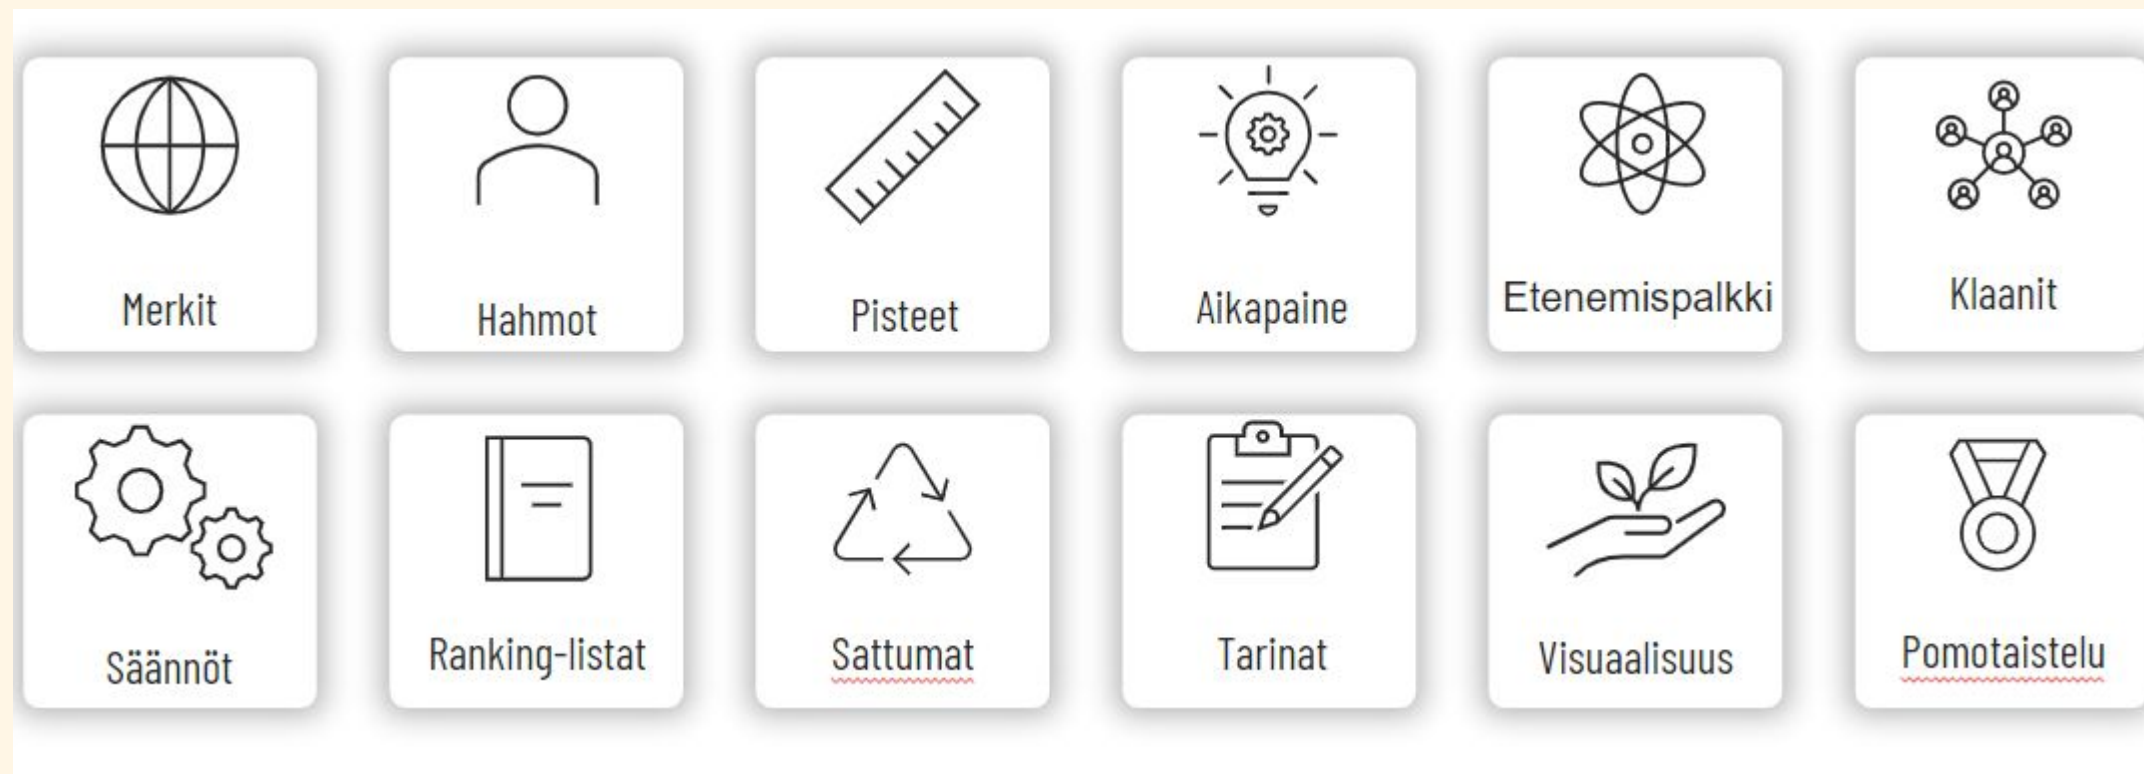 Merkit
Hahmot
Pisteet
Aikapaine
Etenemispalkki
Klaanit
Säännöt
Ranking-listat
Sattumat
Tarinat
Visuaalisuus
Pomotaistelu